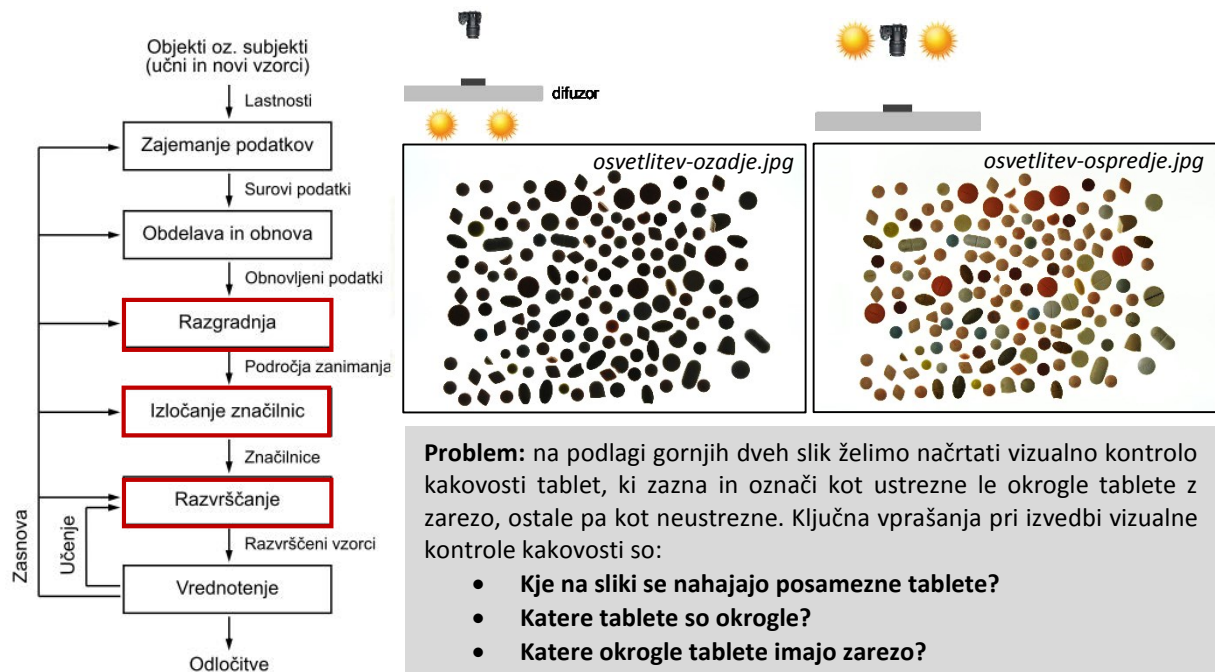 Objekti oz. subjekti
(učni in novi vzorci)
Lastnosti
Zajemanje podatkov
Surovi podatki
Obdelava in obnova
Obnovljeni podatki
Razgradnja
Področja zanimanja
Izločanje značilnic
Značilnice
Razvrščanje
Razvrščeni vzorci
Vrednotenje
Odločitve
Zasnova
Učenje
difuzor
osvetlitev-ozadje.jpg
osvetlitev-ospredje.jpg
Problem: na podlagi gornjih dveh slik želimo načrtati vizualno kontrolo
kakovosti tablet, ki zazna in označi kot ustrezne le okrogle tablete z
zarezo, ostale pa kot neustrezne. Ključna vprašanja pri izvedbi vizualne
kontrole kakovosti so:
• Kje na sliki se nahajajo posamezne tablete?
• Katere tablete so okrogle?
• Katere okrogle tablete imajo zarezo?